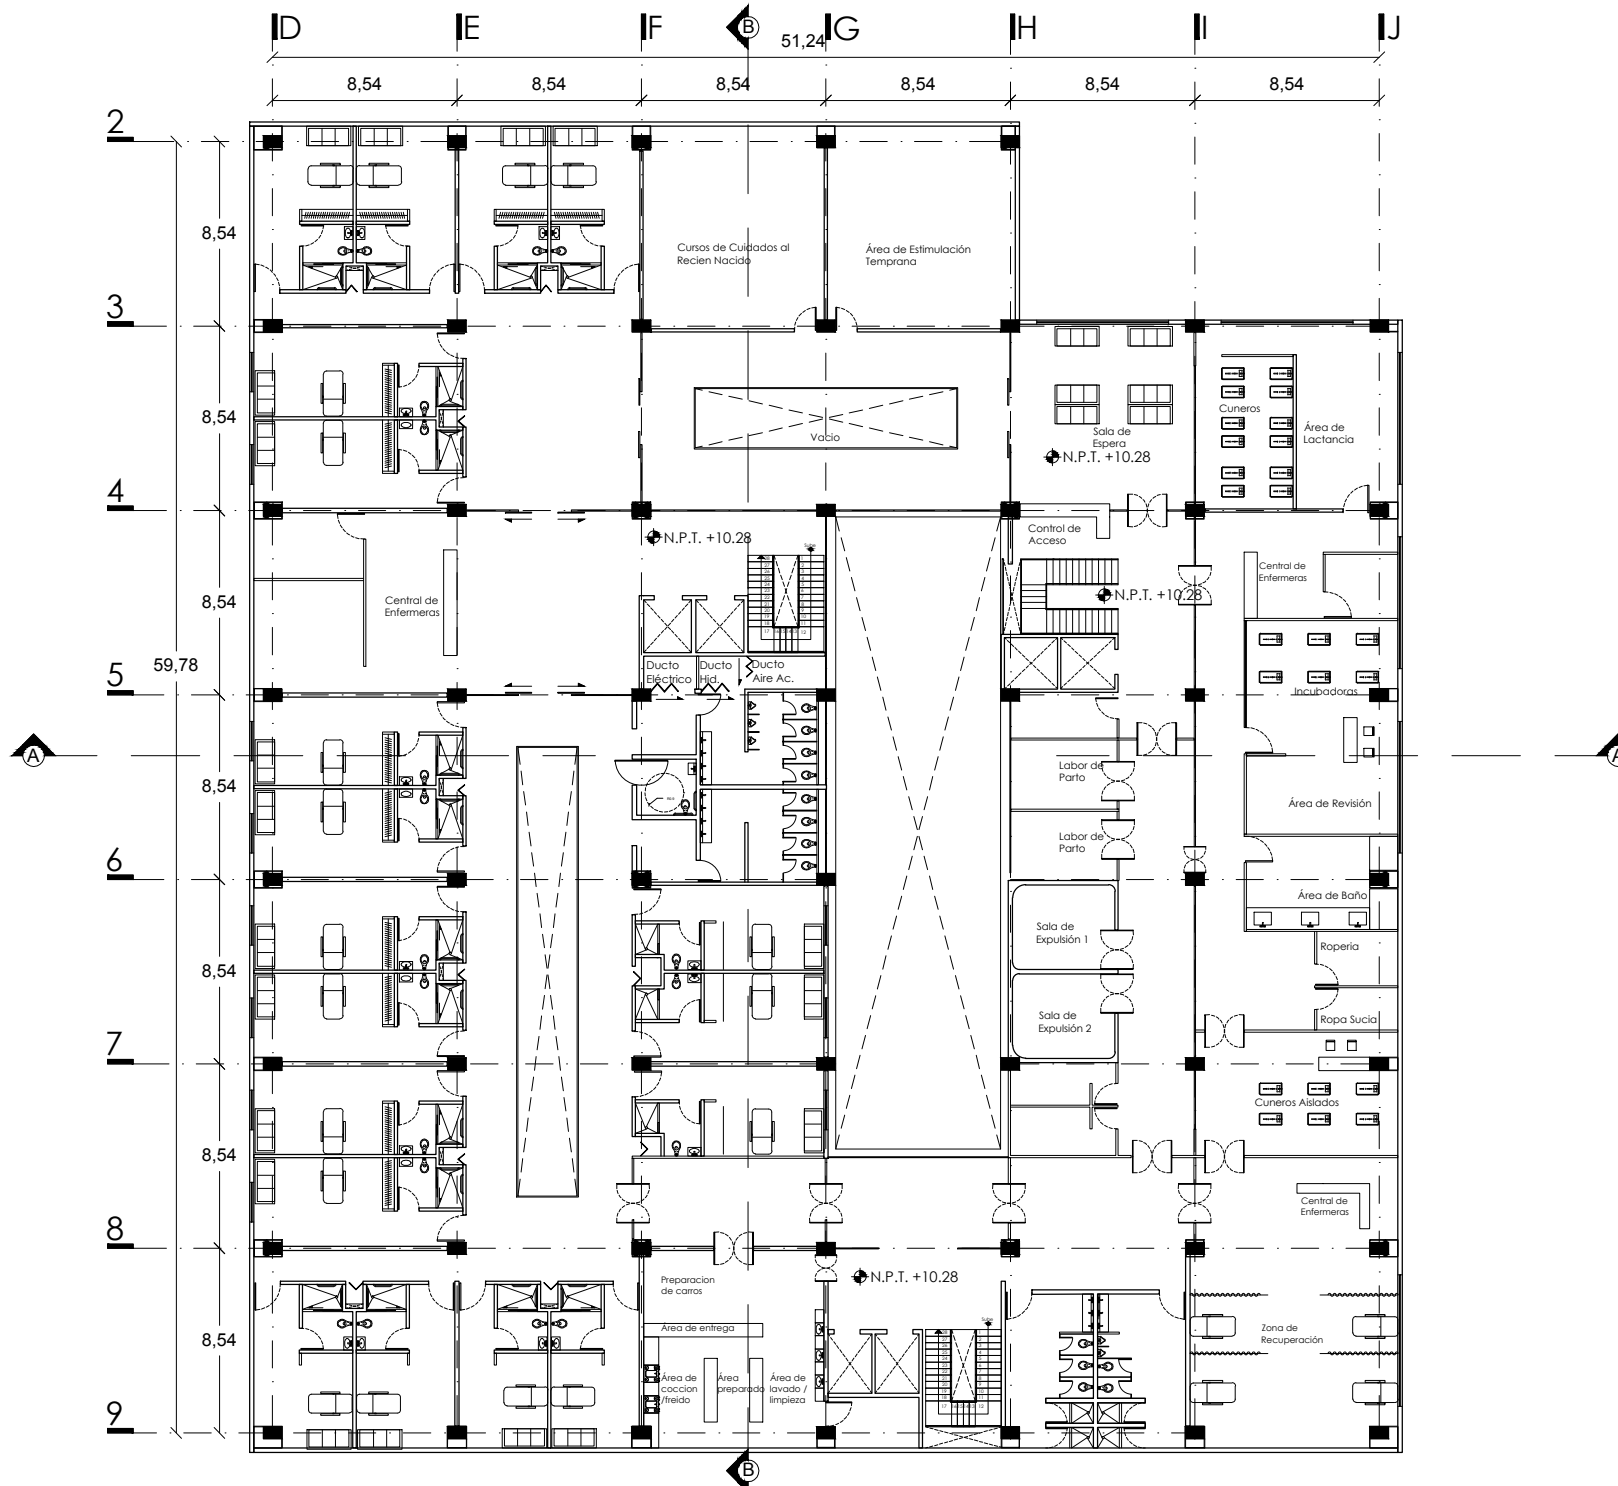 D
E
F
B
G
H
I
J
51,24
8,54
8,54
8,54
8,54
8,54
8,54
2
8,54
Cursos de Cuidados al
Recien Nacido
Área de Estimulación
Temprana
3
8,54
Vacio
Sala de
Espera
N.P.T. +10.28
Cuneros
Área de
Lactancia
4
N.P.T. +10.28
Control de
Acceso
Sube
Central de
Enfermeras
8,54
Central de
Enfermeras
N.P.T. +10.28
59,78
5
Ducto
Eléctrico
Ducto
Hid.
Ducto
Aire Ac.
Incubadoras
A
A
8,54
Labor de
Parto
Área de Revisión
Labor de
Parto
6
Área de Baño
Sala de
Expulsión 1
Roperia
8,54
Sala de
Expulsión 2
Ropa Sucia
7
Cuneros Aislados
8,54
Central de
Enfermeras
8
N.P.T. +10.28
Preparacion
de carros
Sube
Área de entrega
Zona de
Recuperación
8,54
Área de
coccion
/freido
Área
preparado
Área de
lavado /
limpieza
9
B